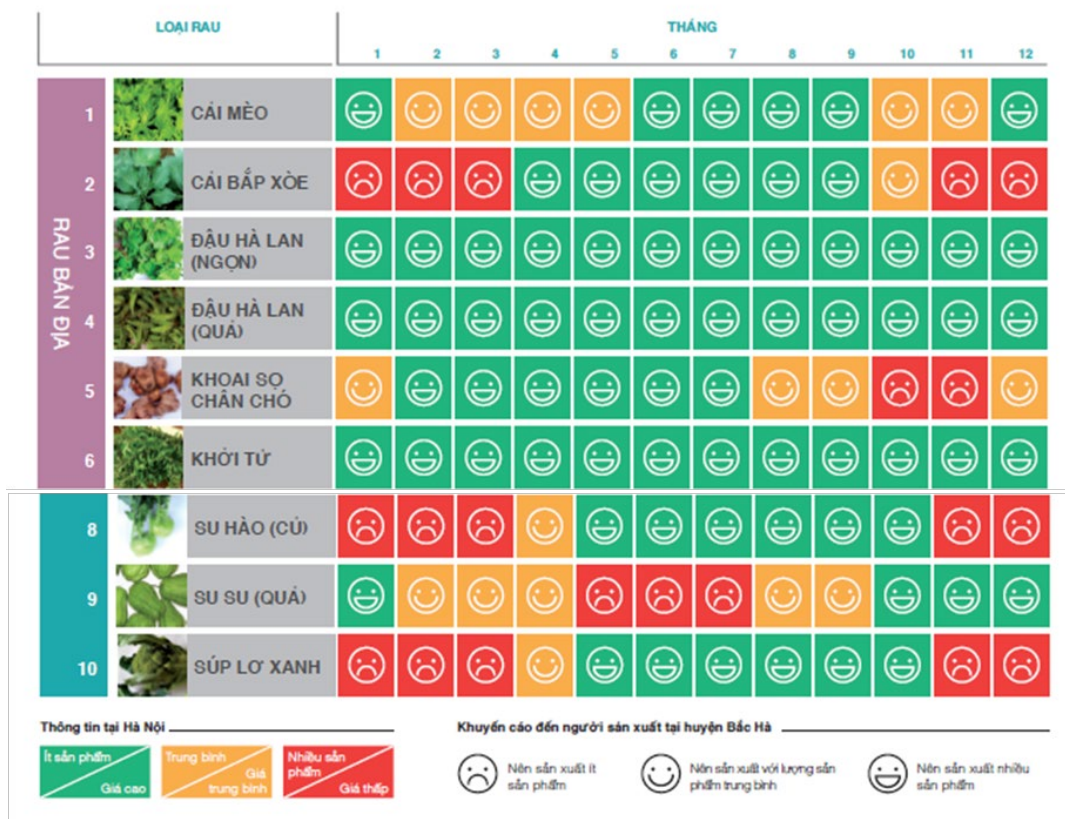 LOẠI RAU
THÁNG
1 2 3 4 5 6 7 8 9 10 11 12
RAU BẢN ĐỊA
1 CẢI MÈO
2 CẢI BẮP XÒE
3 ĐẬU HÀ LAN
(NGỌN)
4 ĐẬU HÀ LAN
(QUẢ)
5 KHOAI SỌ
CHÂN CHÓ
6 KHỞI TỬ
8 SU HÀO (CỦ)
9 SU SU (QUẢ)
10 SÚP LƠ XANH
Thông tin tại Hà Nội
Ít sản phẩm
Giá cao
Trung bình
Giá
trung bình
Nhiều sản
phẩm
Giá thấp
Khuyến cáo đến người sản xuất tại huyện Bắc Hà
Nên sản xuất ít
sản phẩm
Nên sản xuất với lượng sản
phẩm trung bình
Nên sản xuất nhiều
sản phẩm